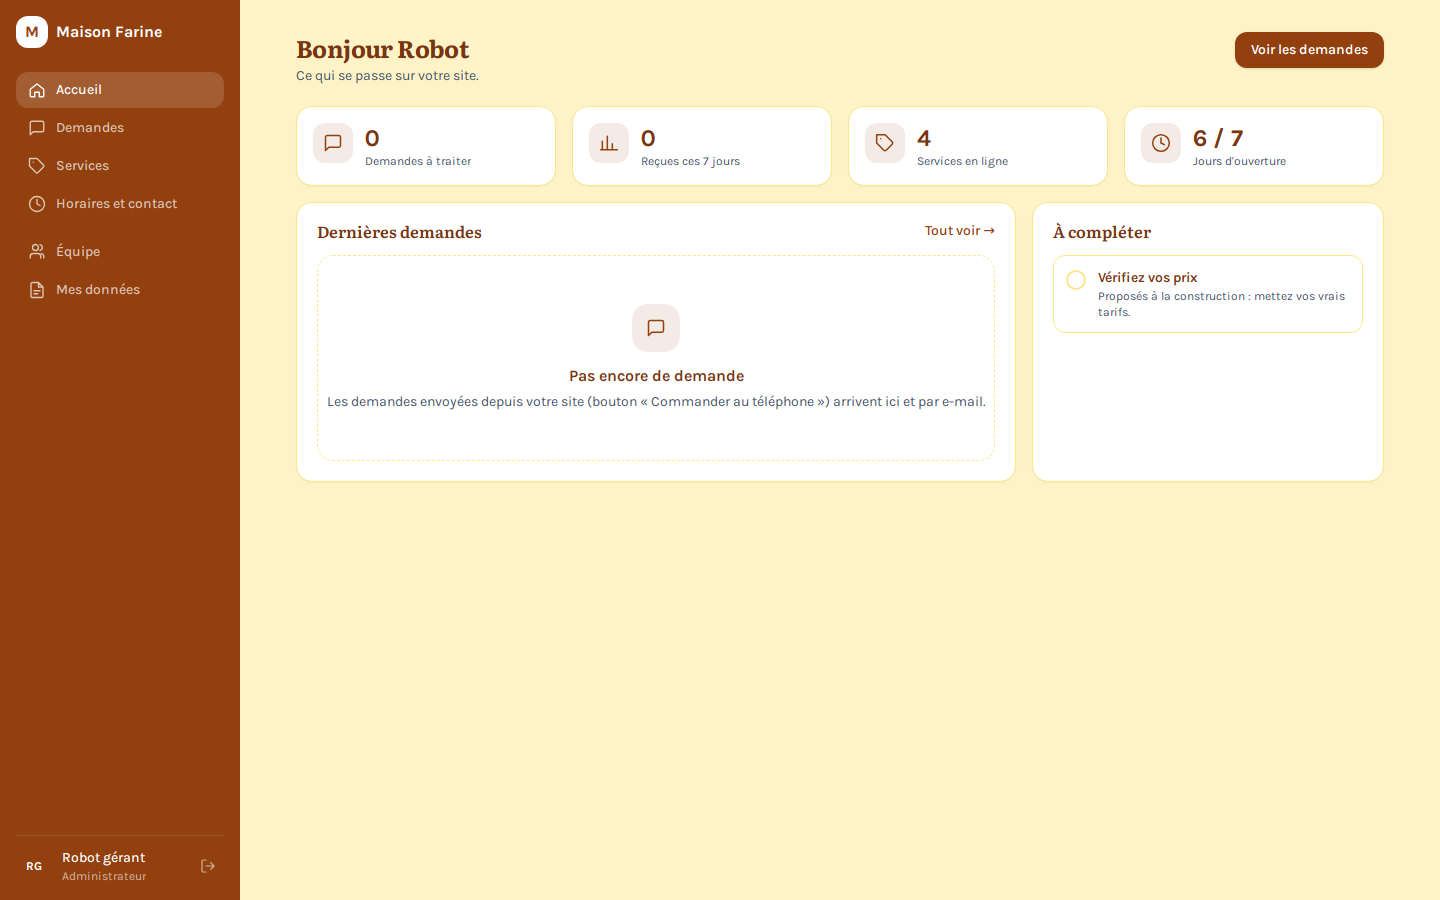 M
Maison Farine
Accueil
Demandes
Services
Horaires et contact
Équipe
Mes données
RG
Robot gérant
Administrateur
Bonjour Robot
Ce qui se passe sur votre site.
Voir les demandes
0
Demandes à traiter
0
Reçues ces 7 jours
4
Services en ligne
6 / 7
Jours d'ouverture
Dernières demandes
Tout voir →
Pas encore de demande
Les demandes envoyées depuis votre site (bouton « Commander au téléphone ») arrivent ici et par e-mail.
À compléter
Vérifiez vos prix
Proposés à la construction : mettez vos vrais
tarifs.